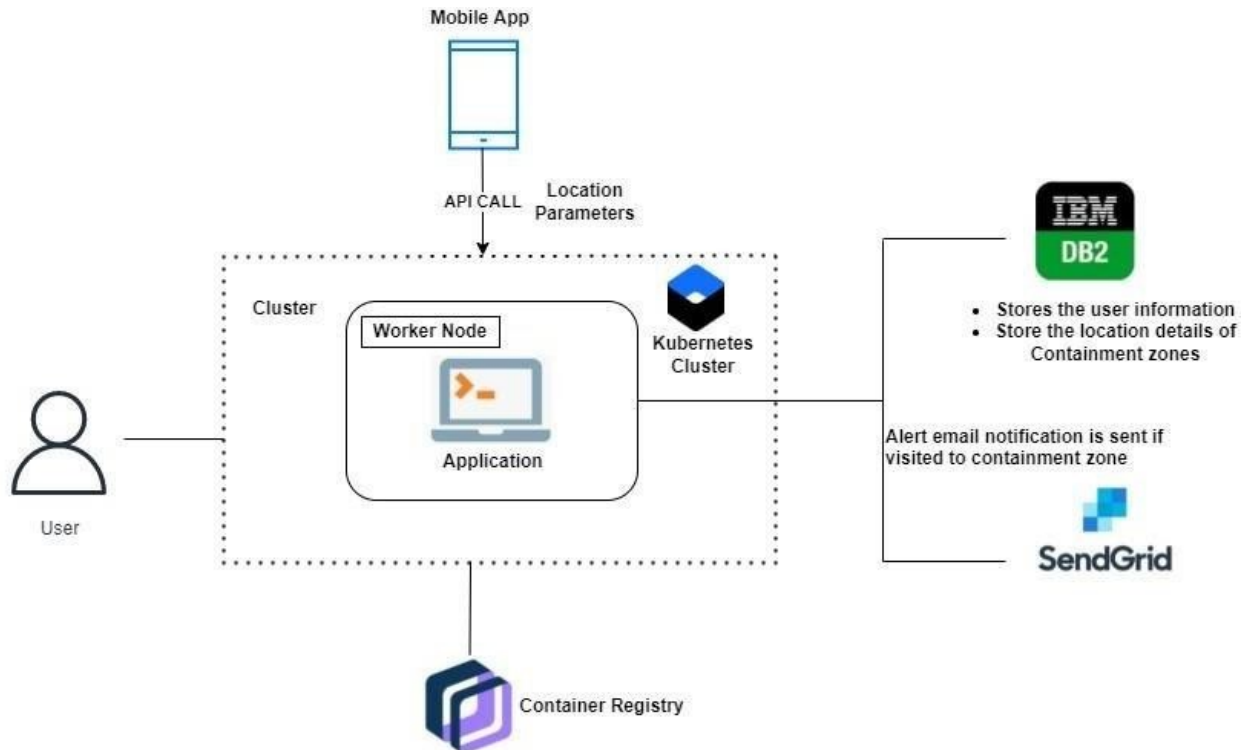 Mobile App
API CALL
Location
Parameters
IBM
DB2
Cluster
Worker Node
Kubernetes
Cluster
Application
• Stores the user information
• Store the location details of
Containment zones
User
Alert email notification is sent if
visited to containment zone
SendGrid
Container Registry